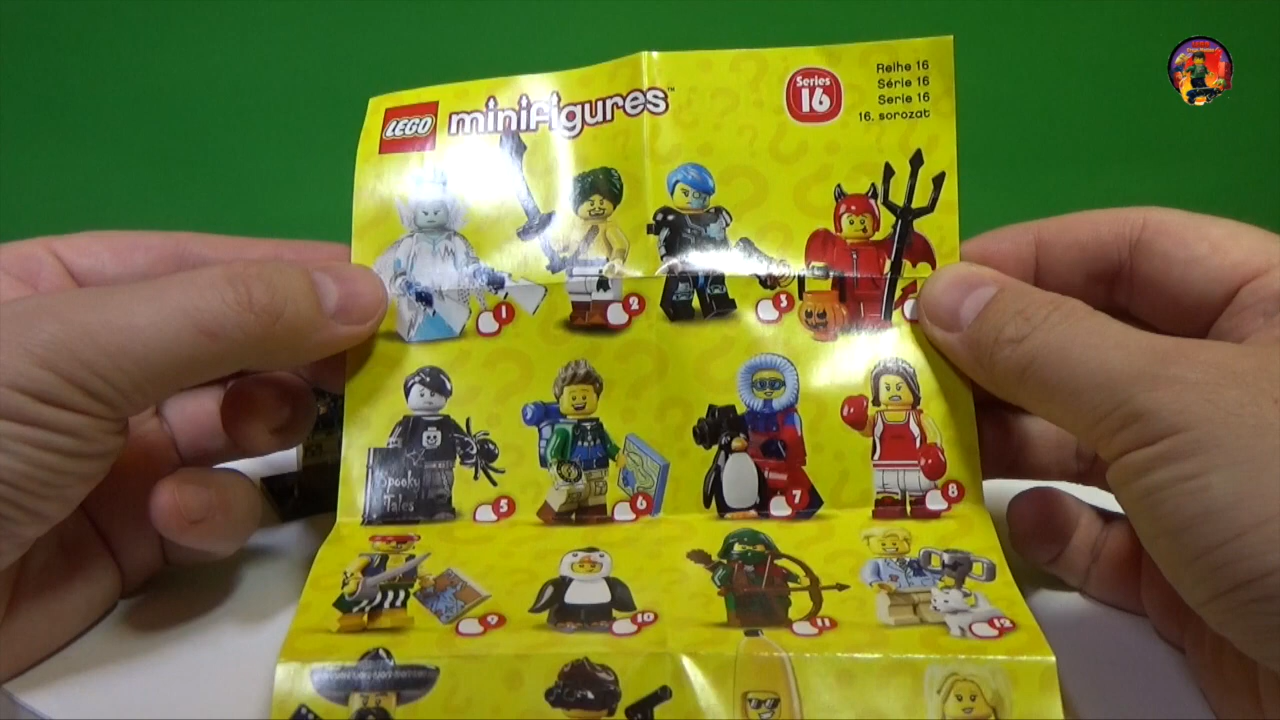 LEGO minifigures™
Series
16
Reihe 16
Série 16
Serie 16
16. sorozat
1
2
3
5
Spooky
Tales
6
7
8
9
10
11
12